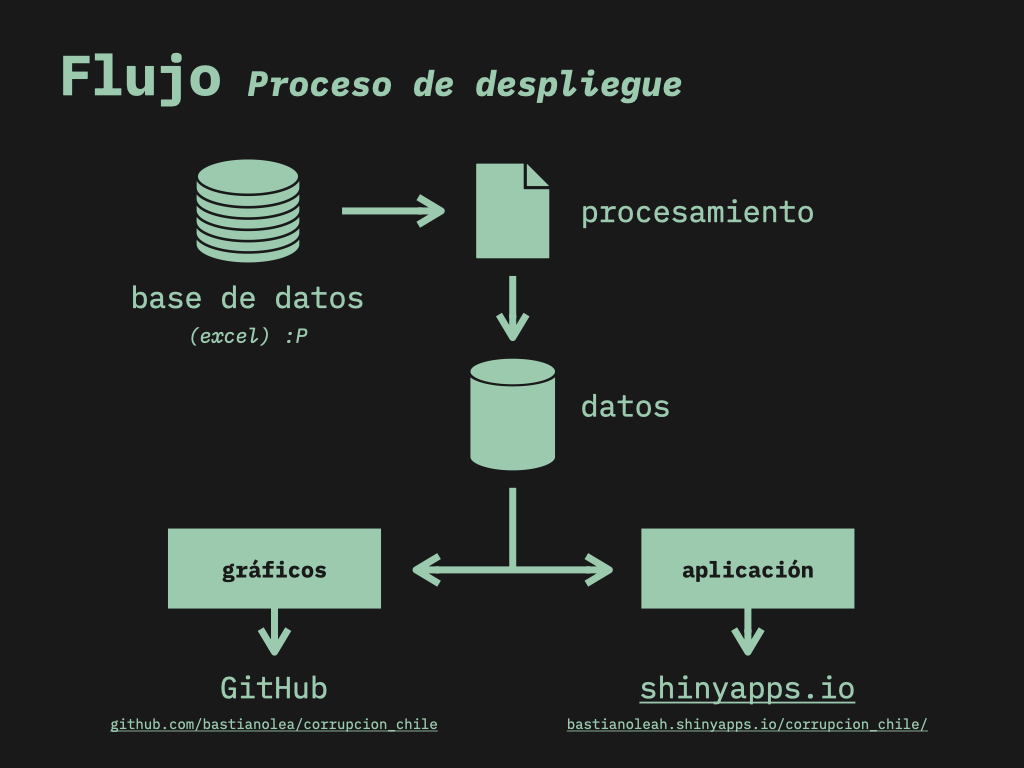 Flujo Proceso de despliegue
procesamiento
base de datos
(excel) :P
datos
gráficos
aplicación
GitHub
shinyapps.io
github.com/bastianolea/corrupcion_chile
bastianoleah.shinyapps.io/corrupcion_chile/